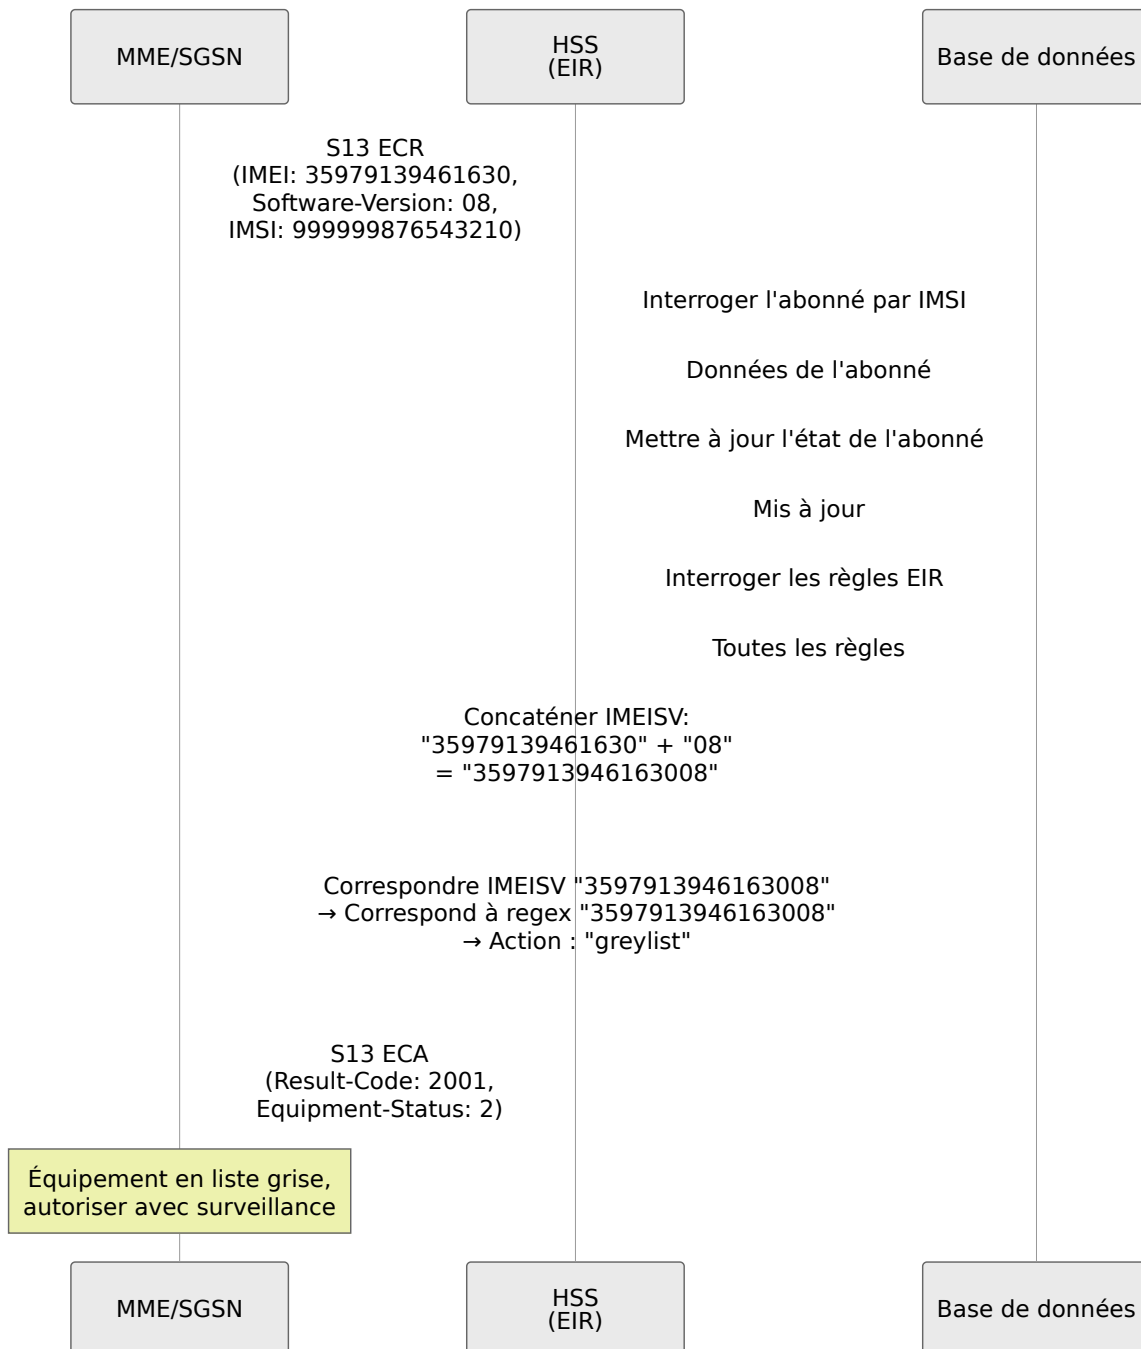 MME/SGSN
HSS
(EIR)
Base de données
S13 ECR
(IMEI: 35979139461630,
Software-Version: 08,
IMSI: 999999876543210)
Interroger l'abonné par IMSI
Données de l'abonné
Mettre à jour l'état de l'abonné
Mis à jour
Interroger les règles EIR
Toutes les règles
Concaténer IMEISV:
"35979139461630" + "08"
= "3597913946163008"
Correspondre IMEISV "3597913946163008"
→ Correspond à regex "3597913946163008"
→ Action : "greylist"
S13 ECA
(Result-Code: 2001,
Equipment-Status: 2)
Équipement en liste grise,
autoriser avec surveillance
MME/SGSN
HSS
(EIR)
Base de données